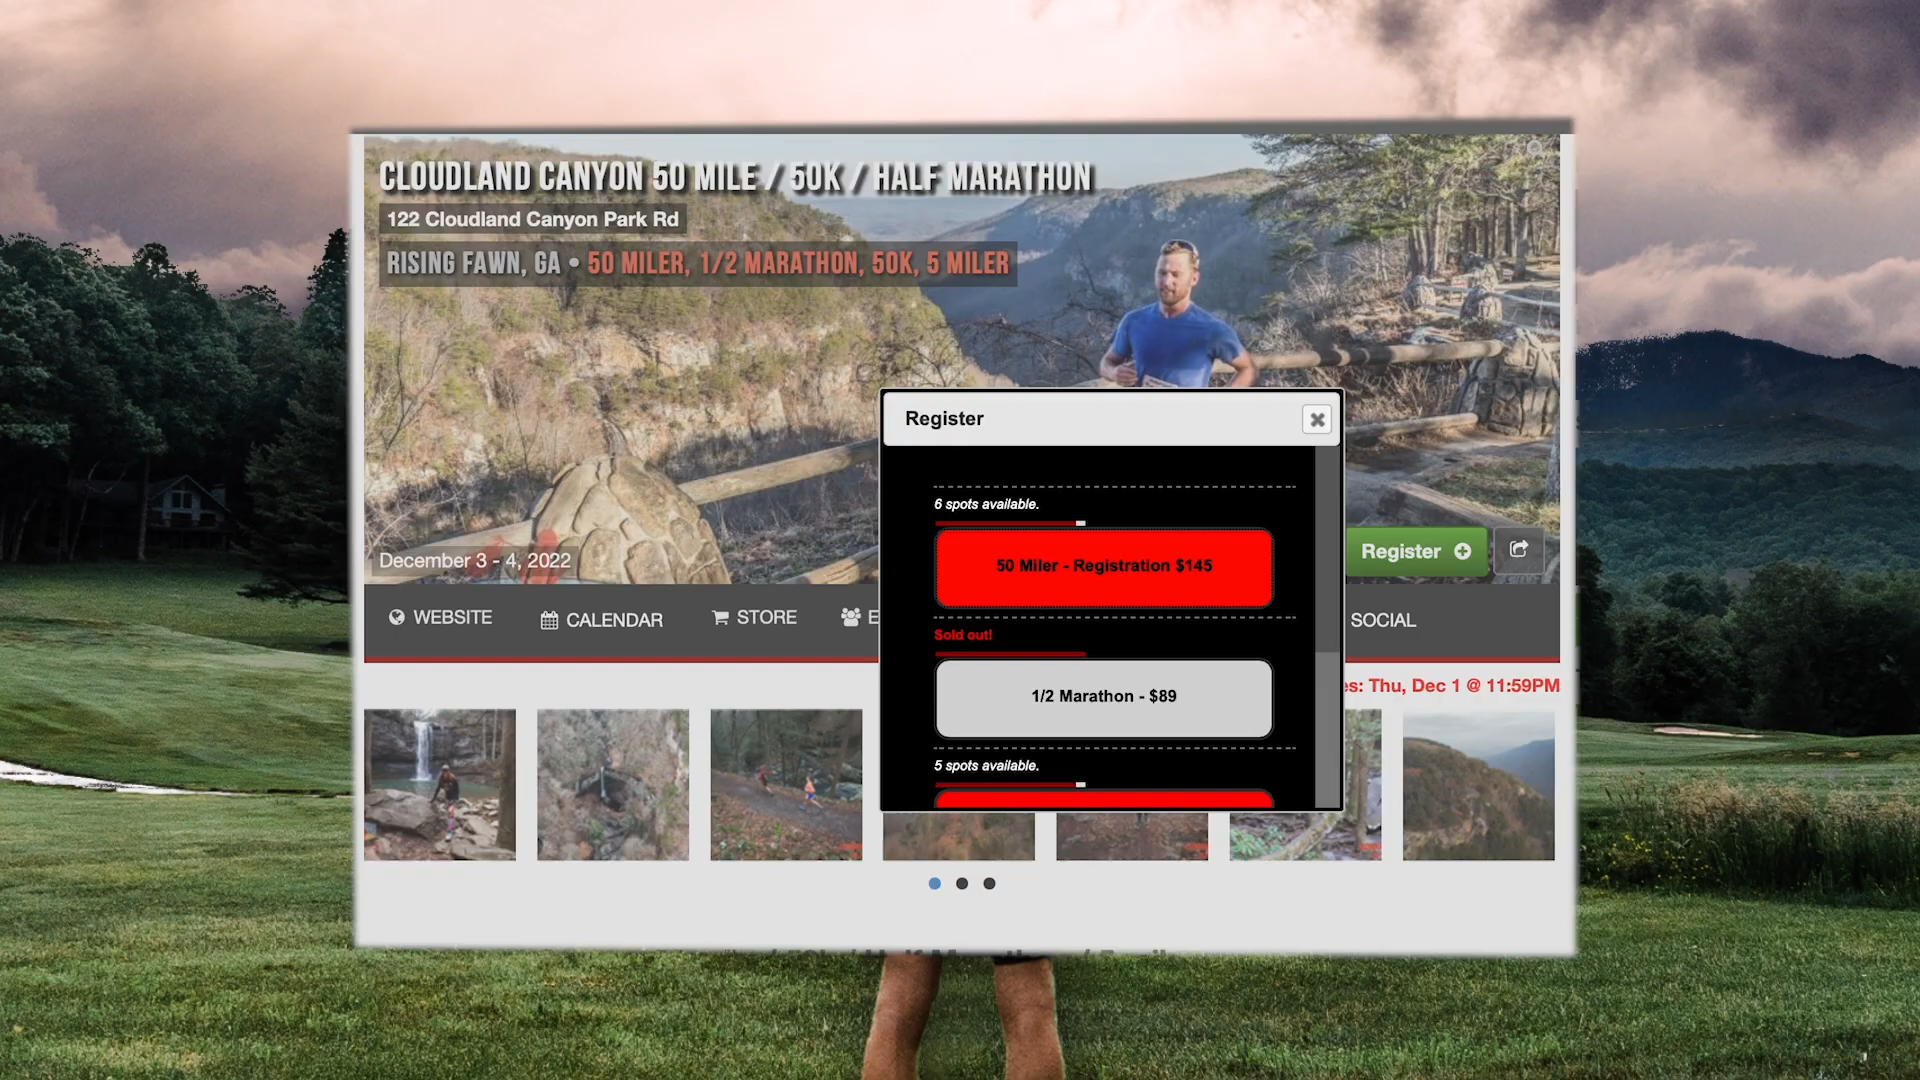 CLOUDLAND CANYON 50 MILE / 50K / HALF MARATHON
122 Cloudland Canyon Park Rd
RISING FAWN, GA • 50 MILER, 1/2 MARATHON, 50K, 5 MILER
Register
6 spots available.
50 Miler - Registration $145
Register
December 3 - 4, 2022
WEBSITE
CALENDAR
STORE
E
SOCIAL
Sold out!
1/2 Marathon - $89
es: Thu, Dec 1 @ 11:59PM
5 spots available.